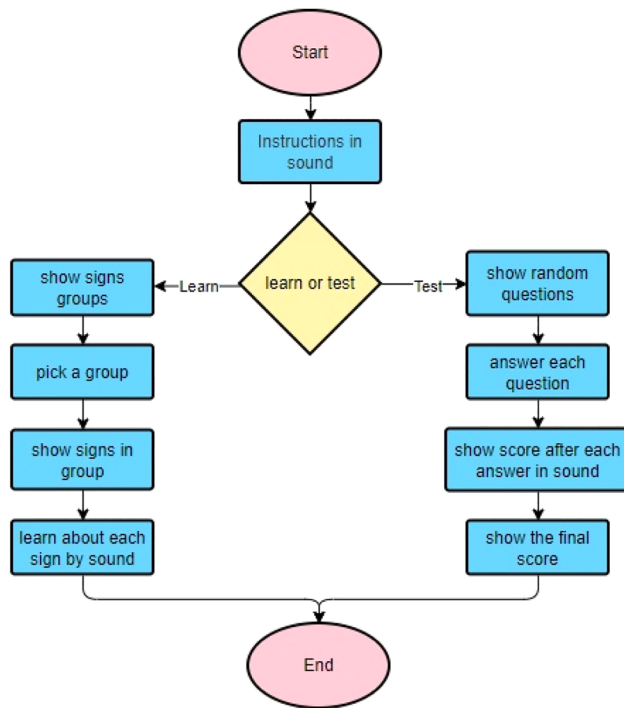 Start
Instructions in
sound
learn or test
Learn
Test
show signs
groups
pick a group
show signs in
group
learn about each
sign by sound
show random
questions
answer each
question
show score after each
answer in sound
show the final
score
End